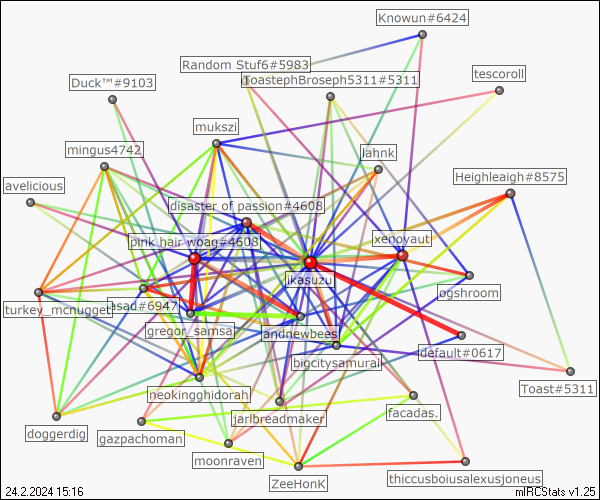 Knowun#6424
Random Stuf6#5983
ToastephBroseph5311#5311
tescoroll
Duck™#9103
mukszi
mingus4742
lahnk
Heighleaigh#8575
avelicious
disaster of passion#4608
pink hair woag#4608
xenovaut
ikasuzu
ogshroom
turkey_mcnugget!
asad#6947
gregor_samsa
andnewbees
bigcitysamurai
default#0617
neokingghidorah
Toast#5311
jarlbreadmaker
facadas.
doggerdig
gazpachoman
moonraven
ZeeHonK
thiccusboiusalexusjoneus
24.2.2024 15:16
mIRCStats v1.25